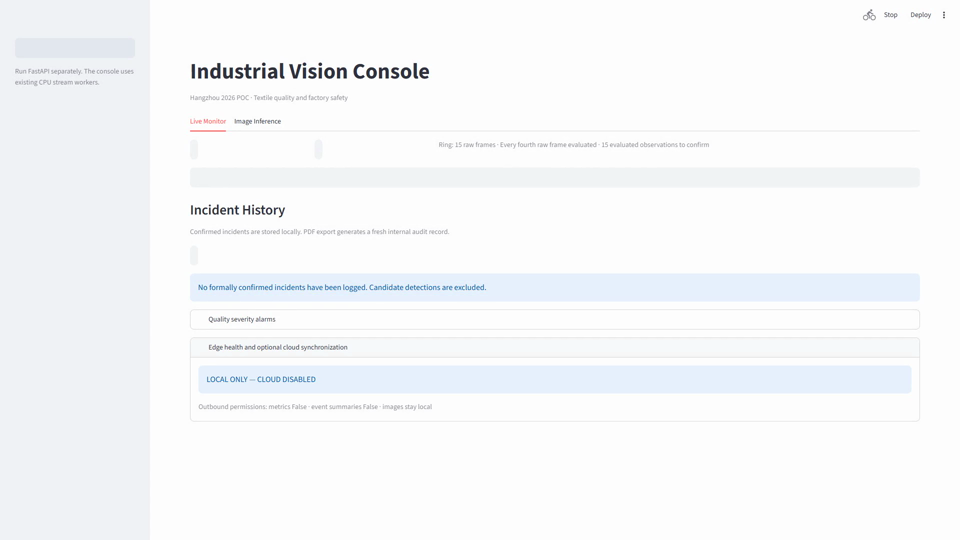 Stop
Deploy
Run FastAPI separately. The console uses
existing CPU stream workers.
Industrial Vision Console
Hangzhou 2026 POC · Textile quality and factory safety
Live Monitor
Image Inference
Ring: 15 raw frames · Every fourth raw frame evaluated · 15 evaluated observations to confirm
Incident History
Confirmed incidents are stored locally. PDF export generates a fresh internal audit record.
No formally confirmed incidents have been logged. Candidate detections are excluded.
Quality severity alarms
Edge health and optional cloud synchronization
LOCAL ONLY — CLOUD DISABLED
Outbound permissions: metrics False · event summaries False · images stay local